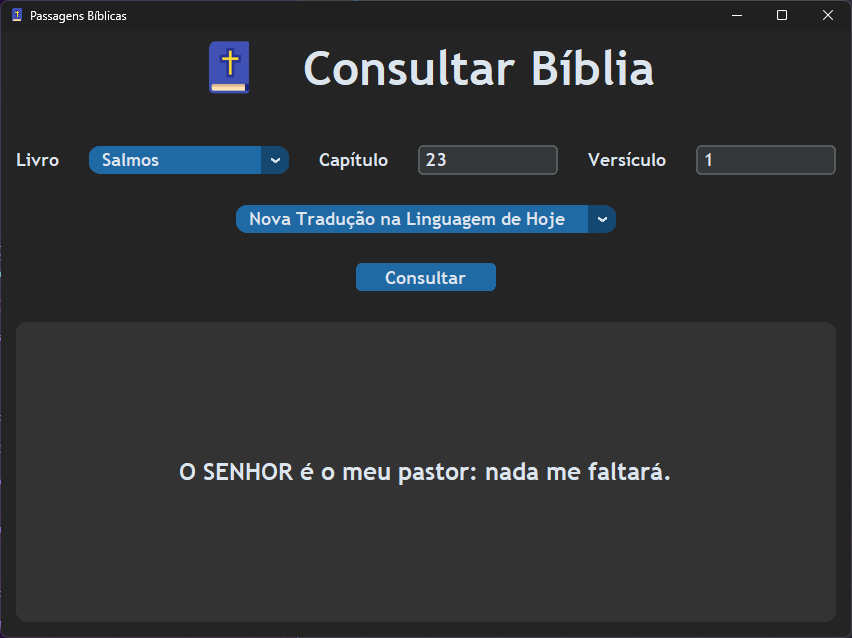 Passagens Bíblicas
Consultar Bíblia
Livro Salmos Capítulo 23 Versículo 1
Nova Tradução na Linguagem de Hoje
Consultar
O SENHOR é o meu pastor: nada me faltará.